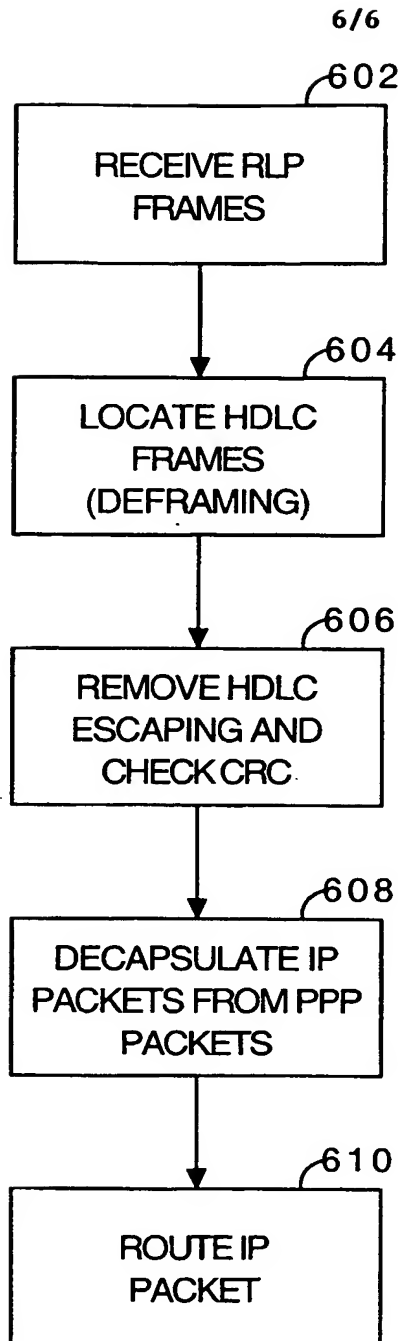 6/6
602
RECEIVE RLP
FRAMES
604
LOCATE HDLC
FRAMES
(DEFRAMING)
606
REMOVE HDLC
ESCAPING AND
CHECK CRC
608
DECAPSULATE IP
PACKETS FROM PPP
PACKETS
610
ROUTE IP
PACKET